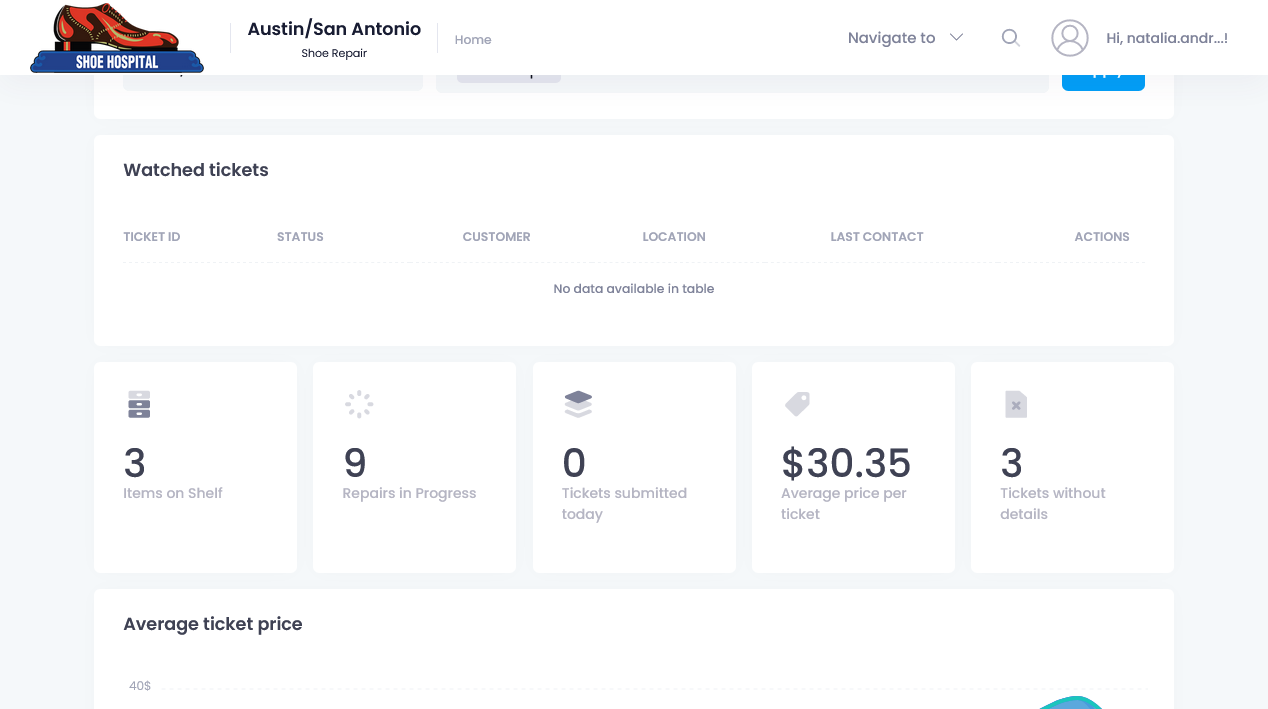 SHOE HOSPITAL
Austin/San Antonio
Shoe Repair
Home
Navigate to
Hi, natalia.andr...!
Watched tickets
TICKET ID STATUS CUSTOMER LOCATION LAST CONTACT ACTIONS
No data available in table
3
Items on Shelf
9
Repairs in Progress
0
Tickets submitted
today
$30.35
Average price per
ticket
3
Tickets without
details
Average ticket price
40$